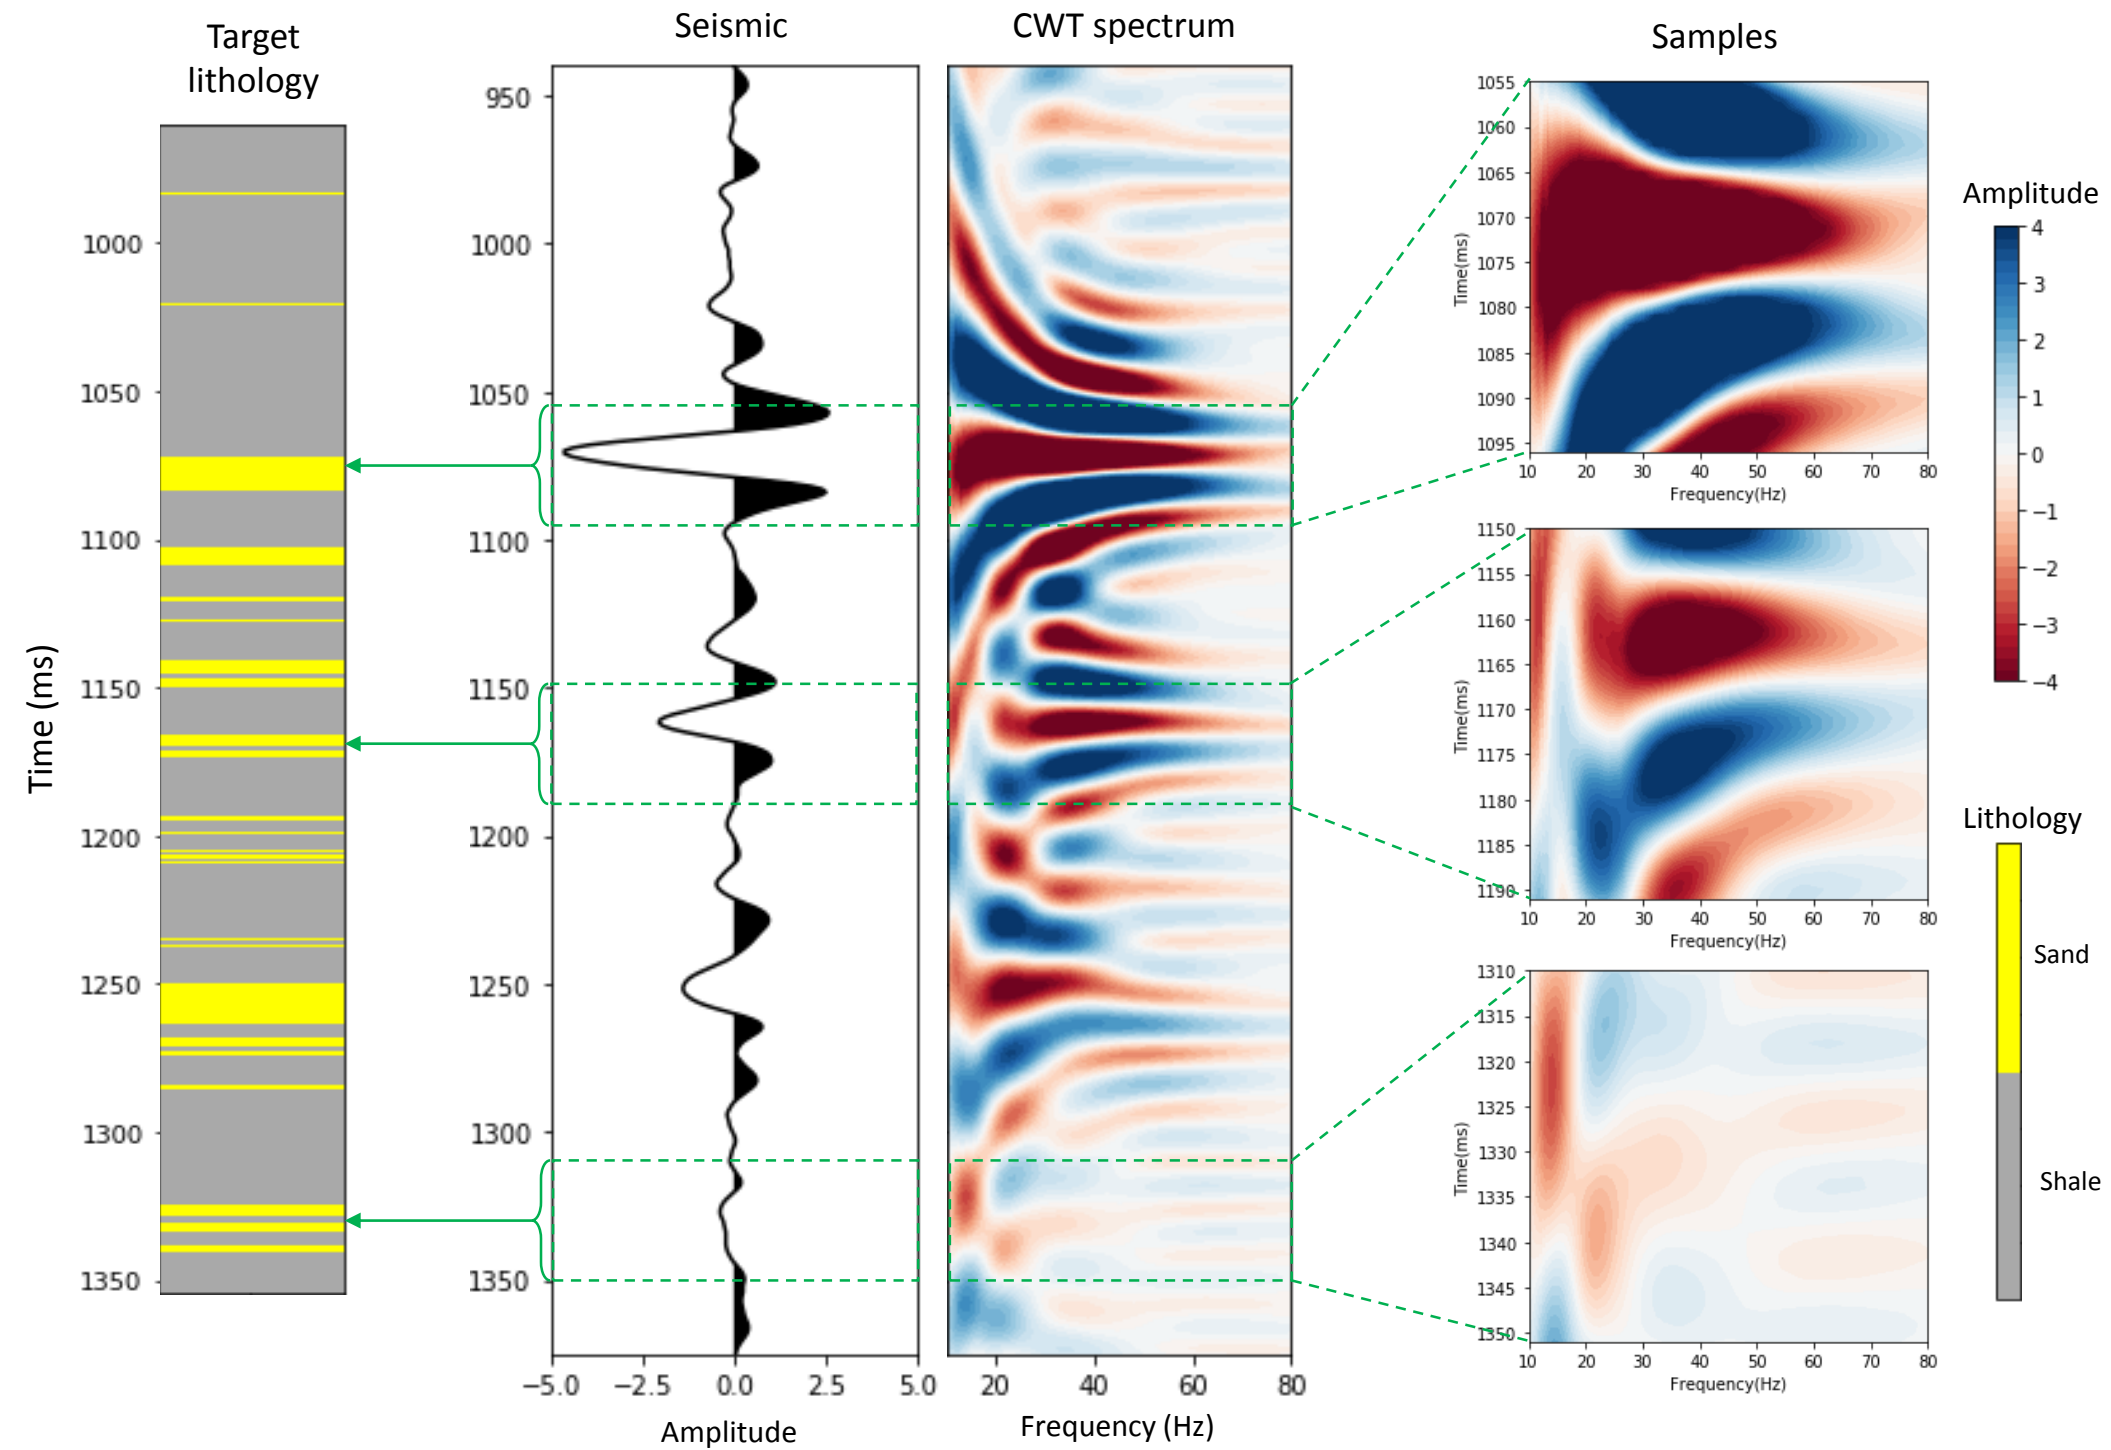 Target
lithology
Seismic
CWT spectrum
Samples
Time (ms)
1000
1050
1100
1150
1200
1250
1300
1350
950
1000
1050
1100
1150
1200
1250
1300
1350
−5.0 −2.5 0.0 2.5 5.0
Amplitude
20 40 60 80
Frequency (Hz)
1055
1060
1065
1070
1075
1080
1085
1090
1095
Time(ms)
10 20 30 40 50 60 70 80
Frequency(Hz)
1150
1155
1160
1165
1170
1175
1180
1185
1190
Time(ms)
10 20 30 40 50 60 70 80
Frequency(Hz)
1310
1315
1320
1325
1330
1335
1340
1345
1350
Time(ms)
10 20 30 40 50 60 70 80
Frequency(Hz)
Amplitude
4
3
2
1
0
−1
−2
−3
−4
Lithology
Sand
Shale